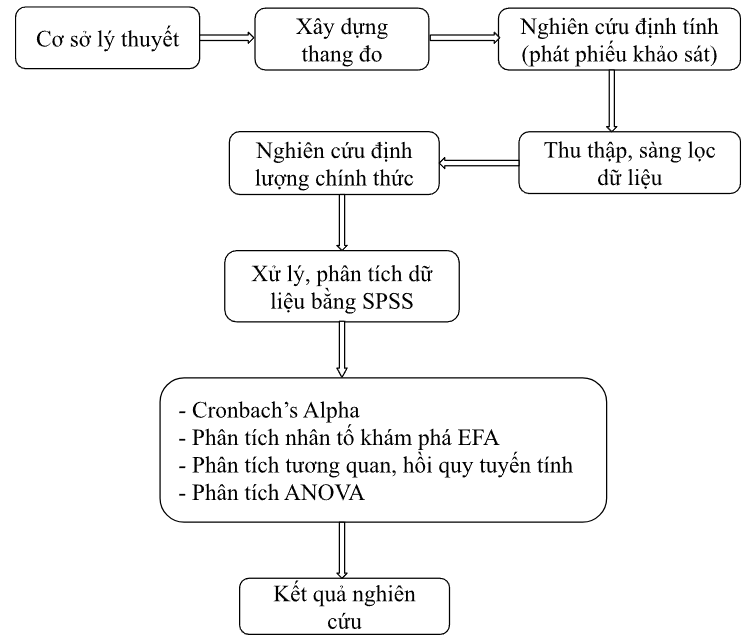 Cơ sở lý thuyết
Xây dựng
thang đo
Nghiên cứu định tính
(phát phiếu khảo sát)
Thu thập, sàng lọc
dữ liệu
Nghiên cứu định
lượng chính thức
Xử lý, phân tích dữ
liệu bằng SPSS
- Cronbach’s Alpha
- Phân tích nhân tố khám phá EFA
- Phân tích tương quan, hồi quy tuyến tính
- Phân tích ANOVA
Kết quả nghiên
cứu